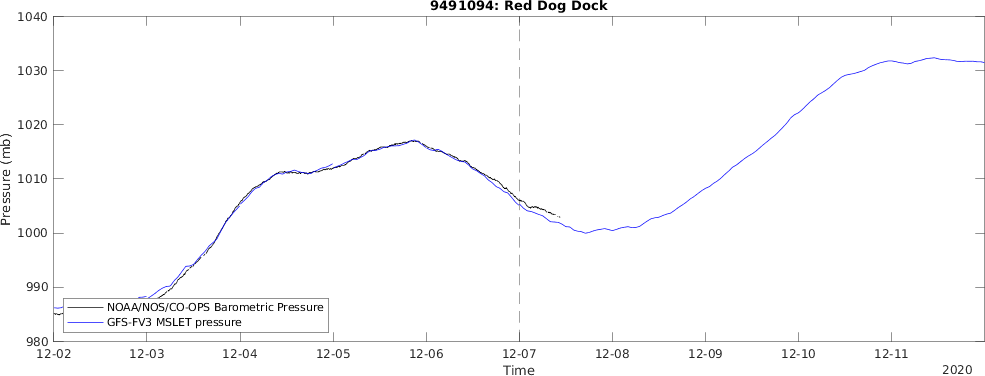 9491094: Red Dog Dock
1040
1030
1020
1010
1000
990
980
Pressure (mb)
NOAA/NOS/CO-OPS Barometric Pressure
GFS-FV3 MSLET pressure
12-02 12-03 12-04 12-05 12-06 12-07 12-08 12-09 12-10 12-11
Time
2020